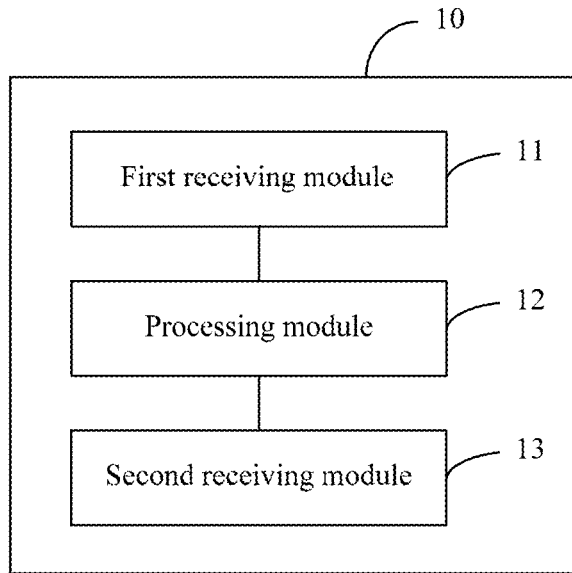 10
First receiving module
11
Processing module
12
Second receiving module
13